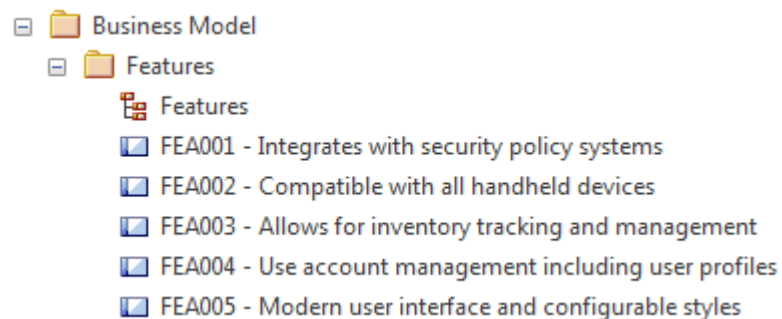 Business Model
Features
Features
FEA001 - Integrates with security policy systems
FEA002 - Compatible with all handheld devices
FEA003 - Allows for inventory tracking and management
FEA004 - Use account management including user profiles
FEA005 - Modern user interface and configurable styles